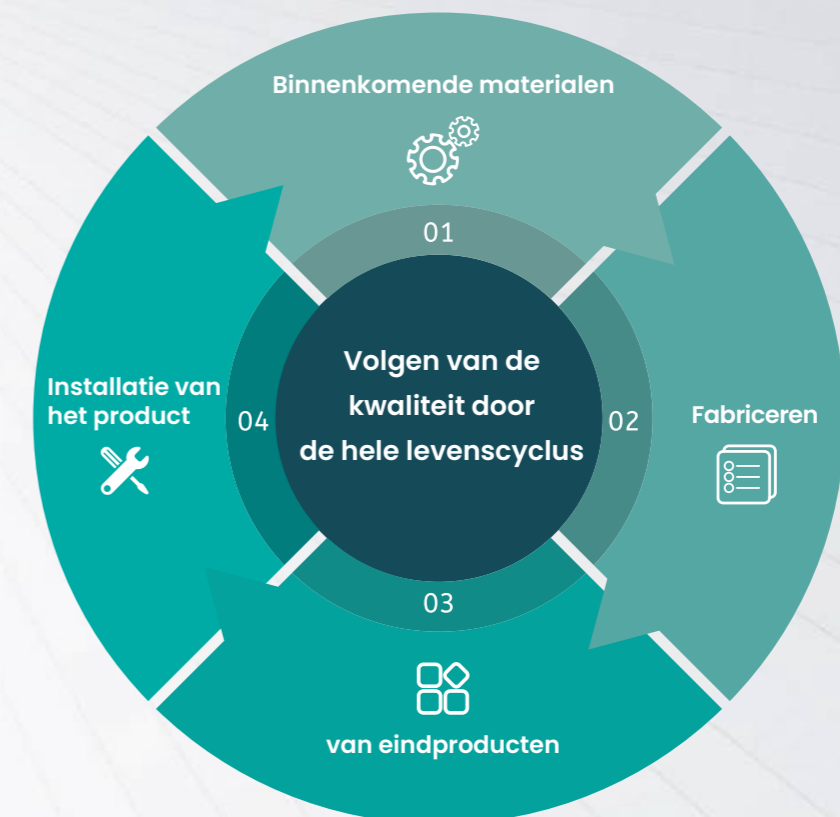 Binnenkomende materialen
01
Fabriceren
02
van eindproducten
03
Installatie van
het product
04
Volgen van de
kwaliteit door
de hele levenscyclus